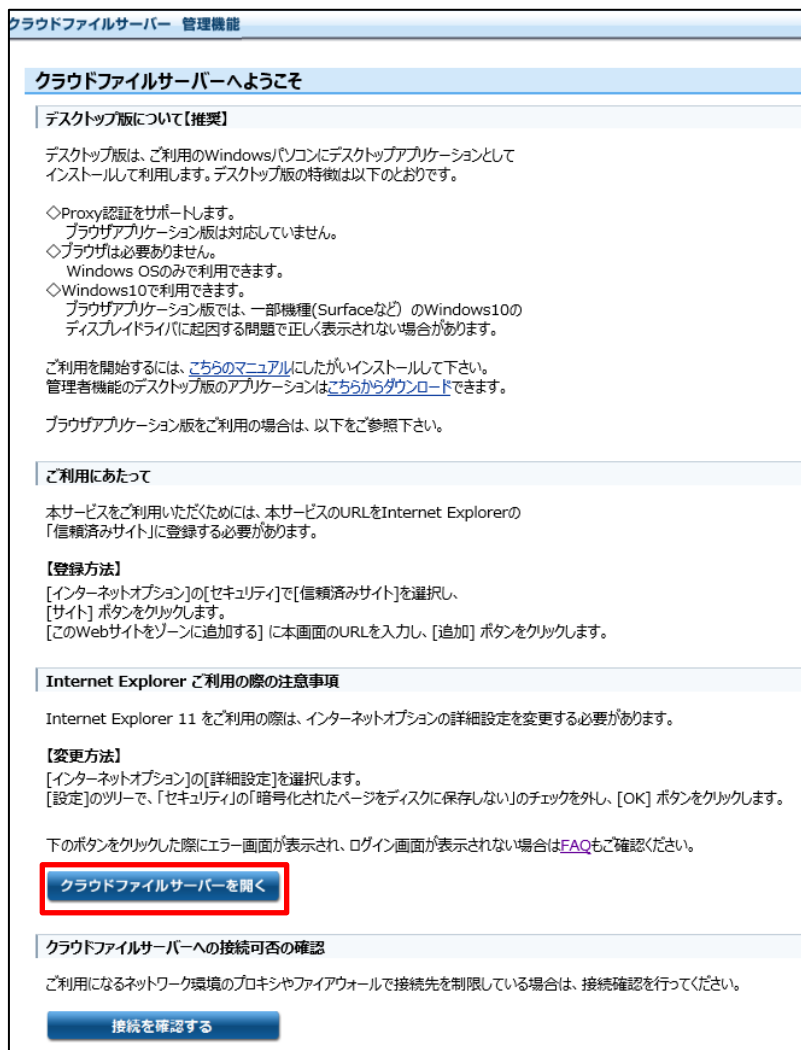 クラウドファイルサーバー 管理機能
クラウドファイルサーバーへようこそ
デスクトップ版について【推奨】
デスクトップ版は、ご利用のWindowsパソコンにデスクトップアプリケーションとして
インストールして利用します。デスクトップ版の特徴は以下のとおりです。
◇Proxy認証をサポートします。
ブラウザアプリケーション版は対応していません。
◇ブラウザは必要ありません。
Windows OSのみで利用できます。
◇Windows10で利用できます。
ブラウザアプリケーション版では、一部機種(Surfaceなど) のWindows10の
ディスプレイドライバに起因する問題で正しく表示されない場合があります。
ご利用を開始するには、こちらのマニュアルにしたがいインストールして下さい。
管理者機能のデスクトップ版のアプリケーションはこちらからダウンロードできます。
ブラウザアプリケーション版をご利用の場合は、以下をご参照下さい。
ご利用にあたって
本サービスをご利用いただくためには、本サービスのURLをInternet Explorerの
「信頼済みサイト」に登録する必要があります。
【登録方法】
[インターネットオプション]の[セキュリティ]で[信頼済みサイト]を選択し、
[サイト] ボタンをクリックします。
[このWebサイトをゾーンに追加する] に本画面のURLを入力し、[追加] ボタンをクリックします。
Internet Explorer ご利用の際の注意事項
Internet Explorer 11 をご利用の際は、インターネットオプションの詳細設定を変更する必要があります。
【変更方法】
[インターネットオプション]の[詳細設定]を選択します。
[設定]のツリーで、「セキュリティ」の「暗号化されたページをディスクに保存しない」のチェックを外し、[OK] ボタンをクリックします。
下のボタンをクリックした際にエラー画面が表示され、ログイン画面が表示されない場合はFAQもご確認ください。
クラウドファイルサーバーを開く
クラウドファイルサーバーへの接続可否の確認
ご利用になるネットワーク環境のプロキシやファイアウォールで接続先を制限している場合は、接続確認を行ってください。
接続を確認する